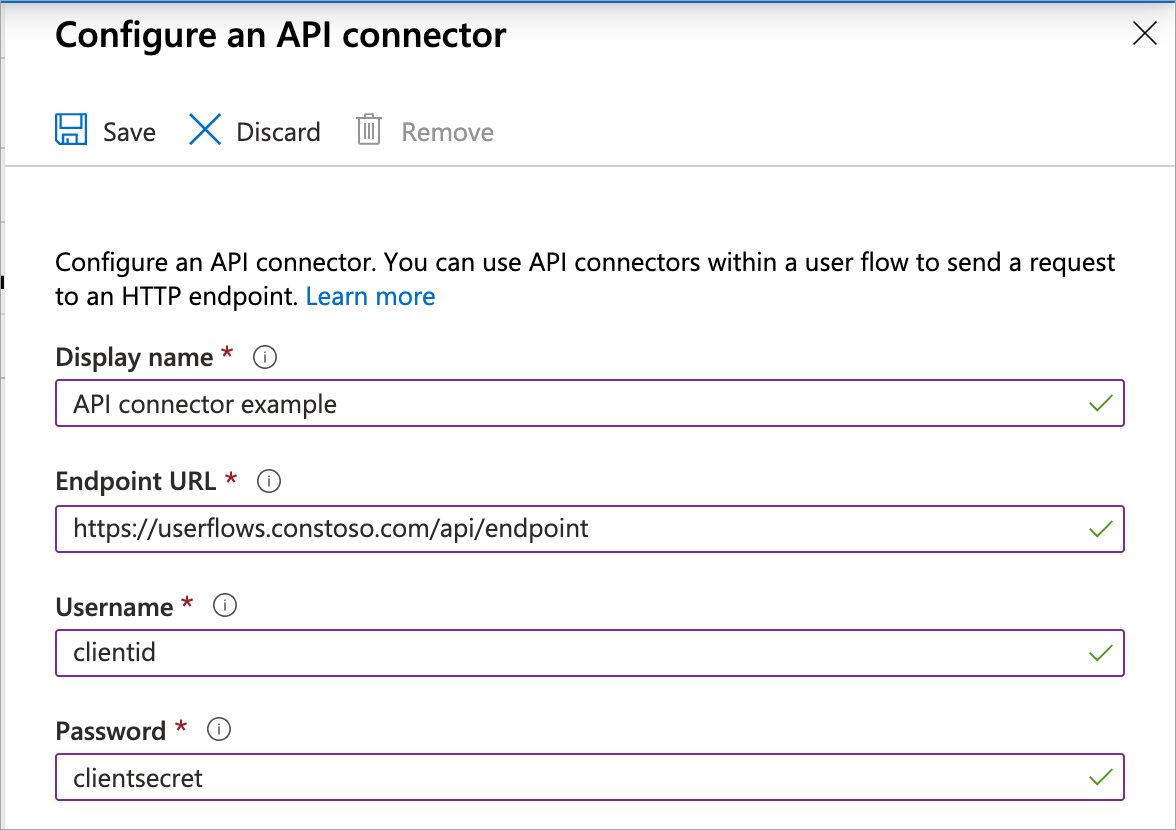 Configure an API connector
Save Discard Remove
Configure an API connector. You can use API connectors within a user flow to send a request
to an HTTP endpoint. Learn more
Display name *
API connector example
Endpoint URL *
https://userflows.constoso.com/api/endpoint
Username *
clientid
Password *
clientsecret